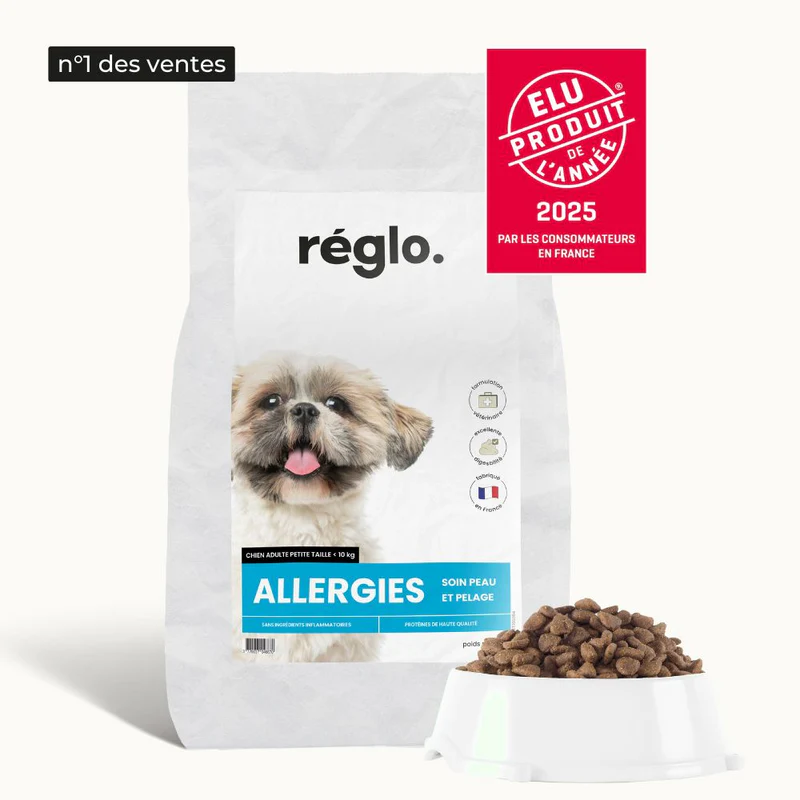 n°1 des ventes
ELU
PRODUIT
DE
L'ANNÉE
®
2025
PAR LES CONSOMMATEURS
EN FRANCE
réglo.
formulation
vétérinaire
excellente
digestibilité
fabriqué
en France
CHIEN ADULTE PETITE TAILLE < 10 kg
ALLERGIES
SOIN PEAU
ET PELAGE
SANS INGRÉDIENTS INFLAMMATOIRES
PROTÉINES DE HAUTE QUALITÉ
poids